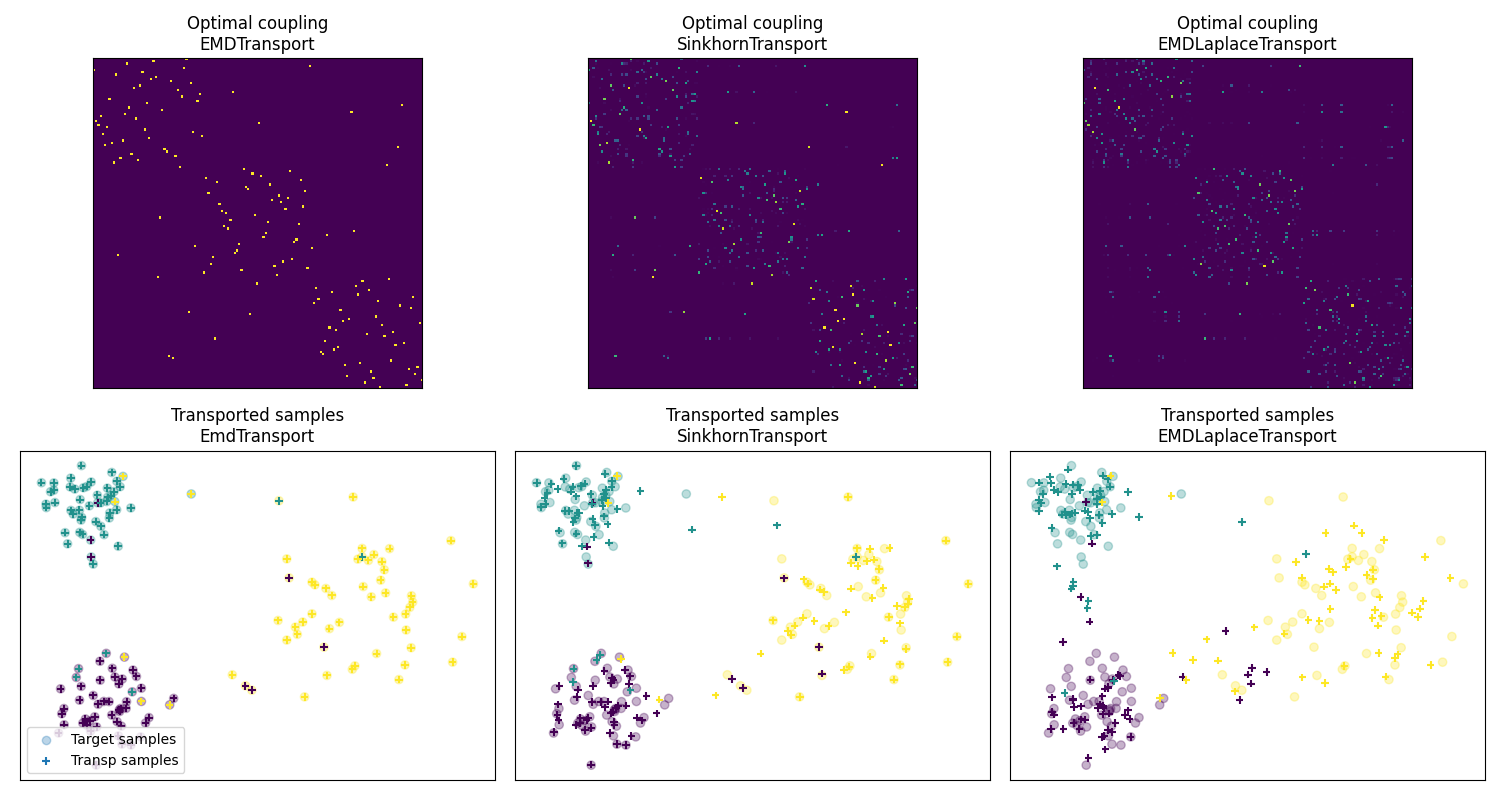 Optimal coupling
EMDTransport
Optimal coupling
SinkhornTransport
Optimal coupling
EMDLaplaceTransport
Transported samples
EmdTransport
Transported samples
SinkhornTransport
Transported samples
EMDLaplaceTransport
Target samples
Transp samples